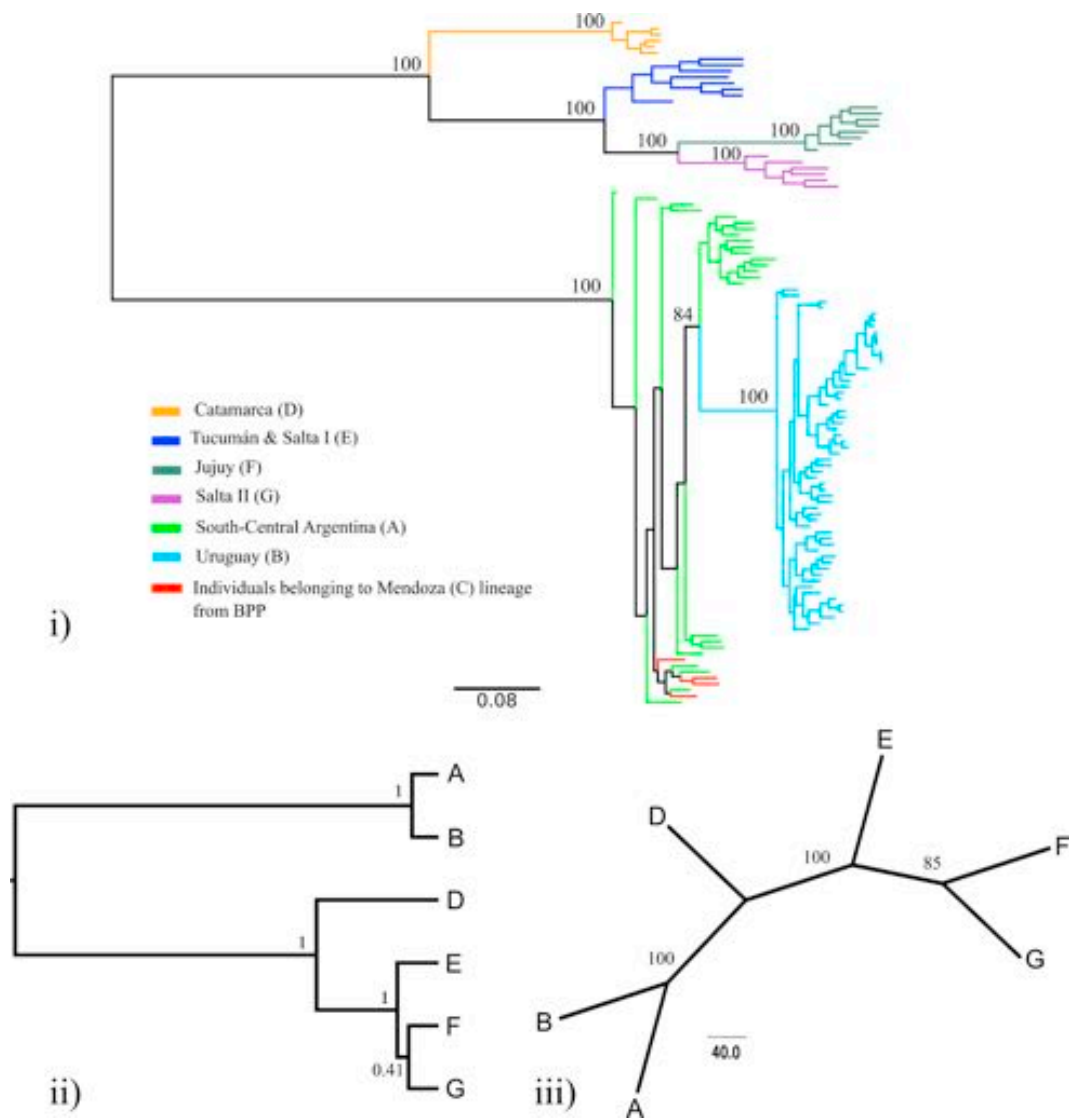 100
100
100
100
100
100
100
84
100
Catamarca (D)
Tucumán & Salta I (E)
Jujuy (F)
Salta II (G)
South-Central Argentina (A)
Uruguay (B)
Individuals belonging to Mendoza (C) lineage
from BPP
i)
0.08
A
1
B
D
1
E
1
F
0.41
G
ii)
E
D
F
100
85
G
100
B
40.0
A
iii)